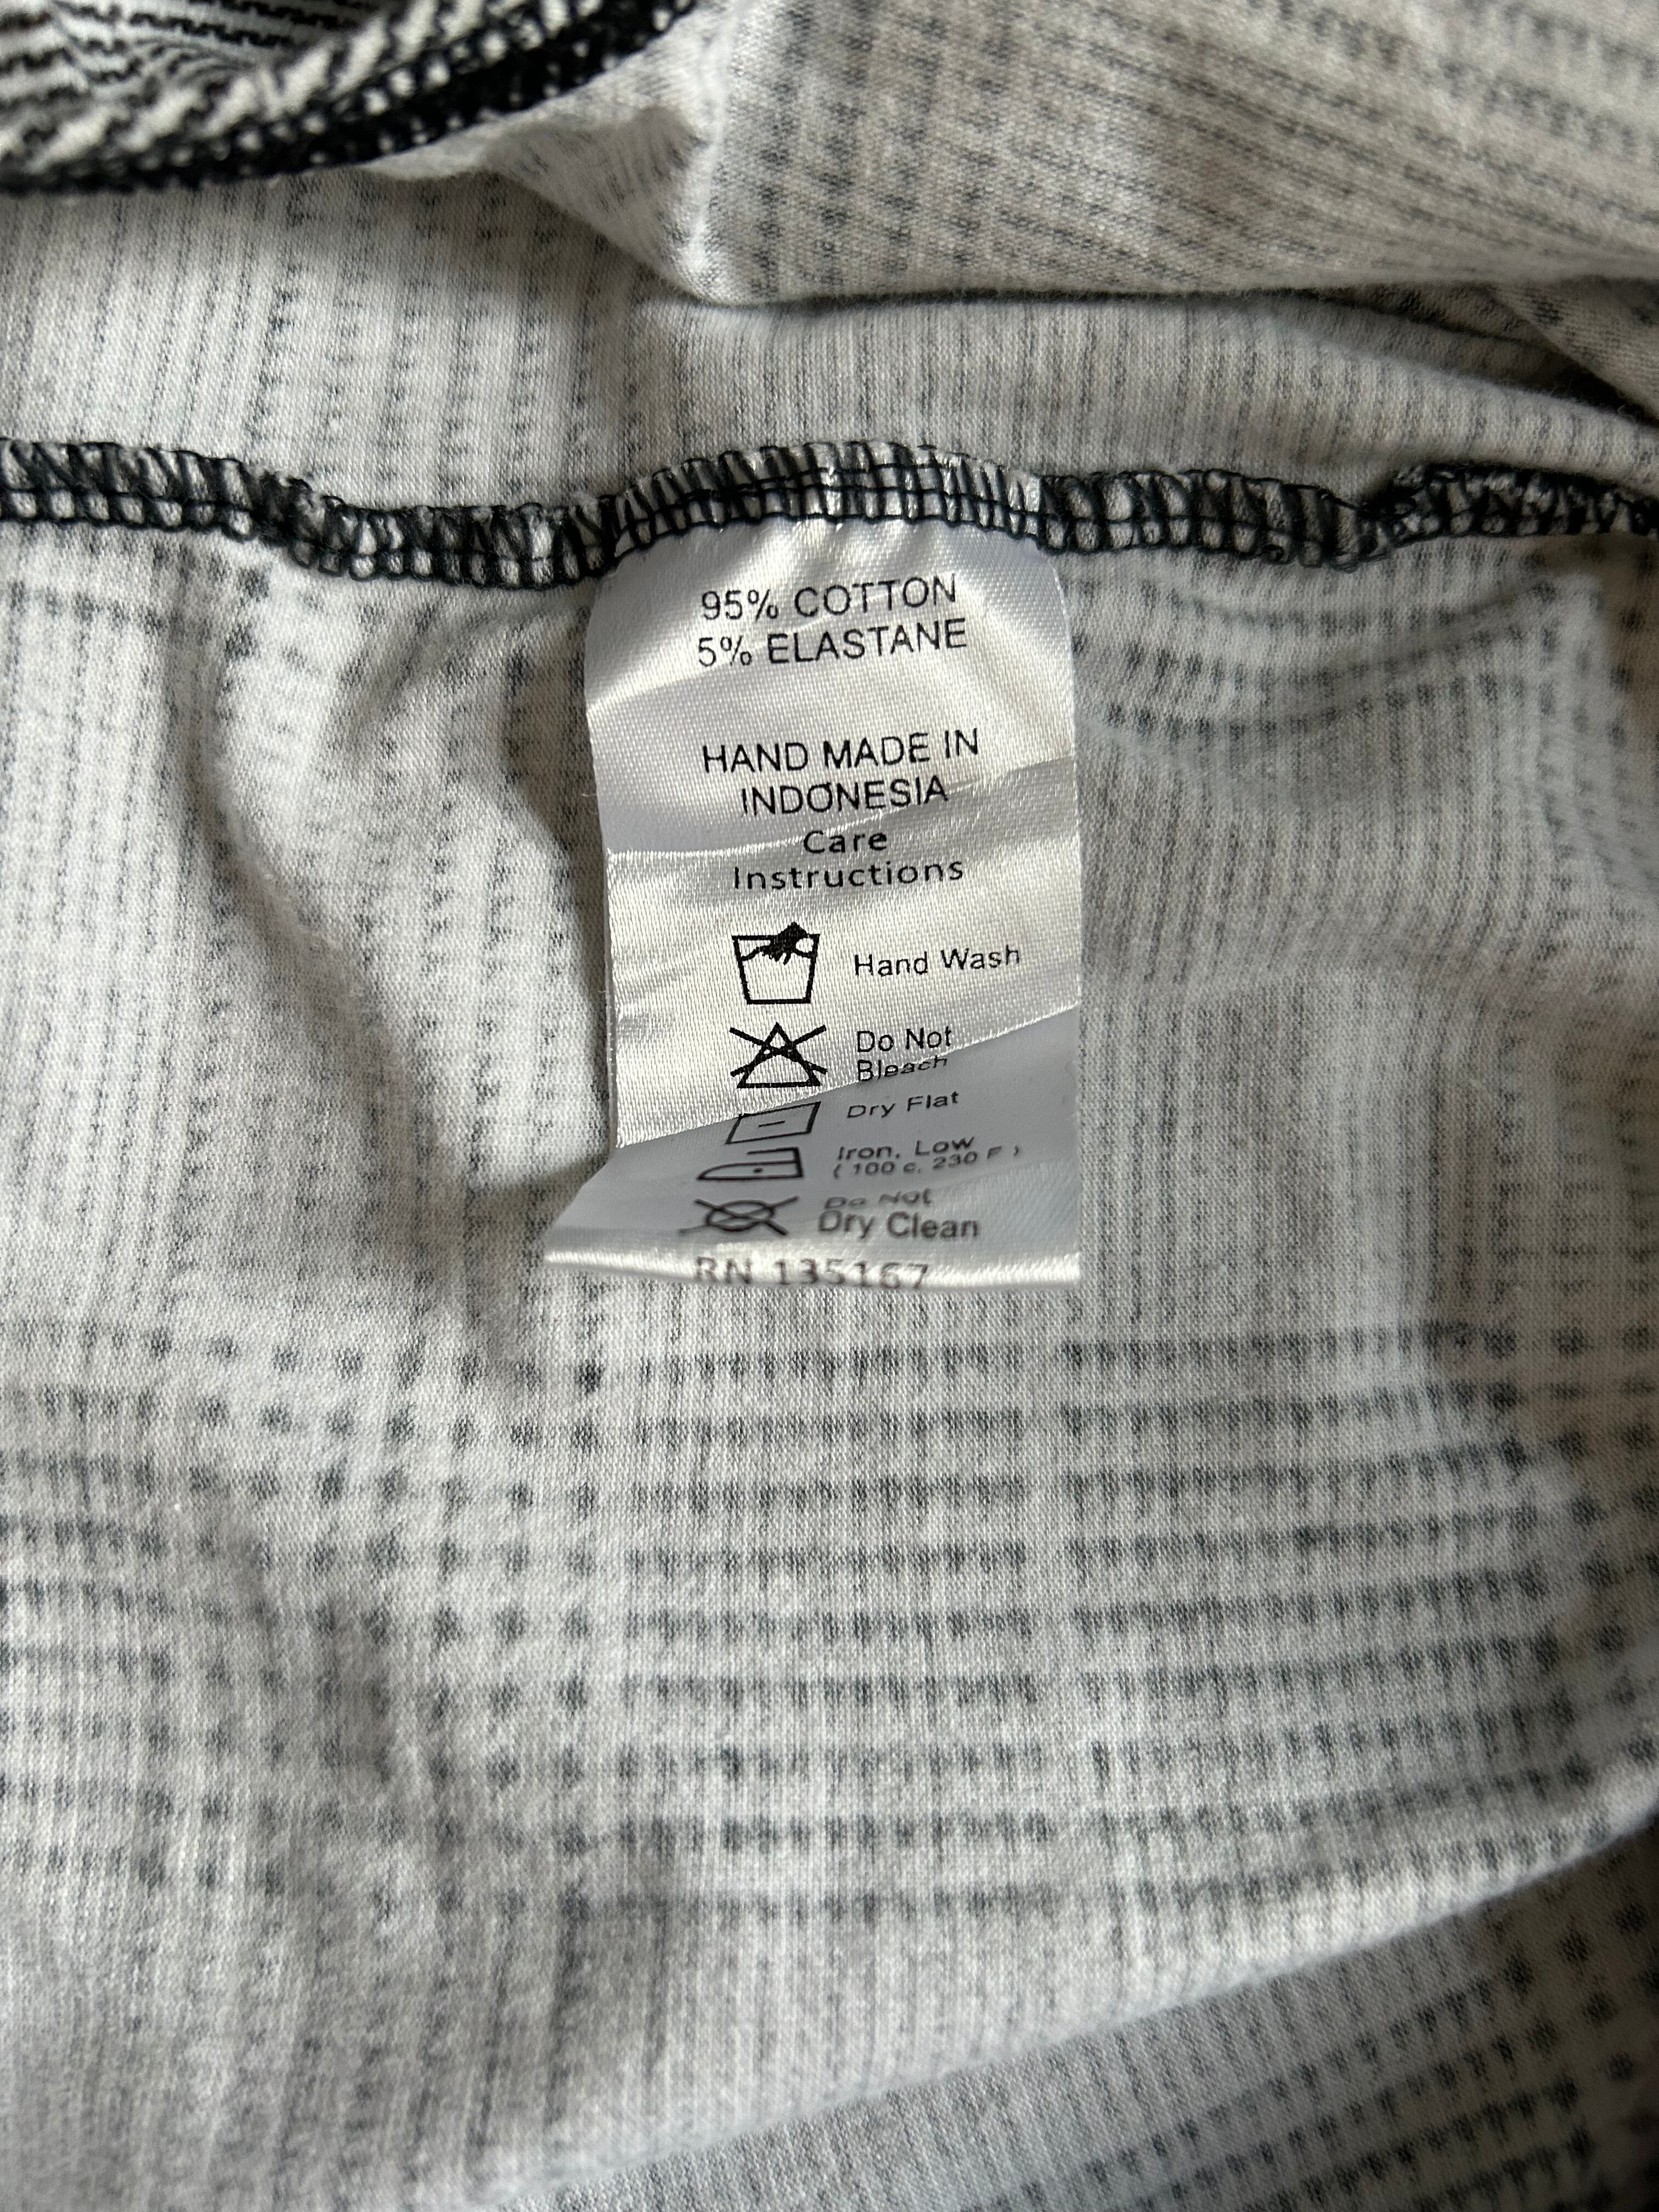 95% COTTON
5% ELASTANE
HAND MADE IN
INDONESIA
Care
Instructions
Hand Wash
Do Not
Bleach
Dry Flat
Iron, Low
( 100 c, 230 F )
Do Not
Dry Clean
RN 135167